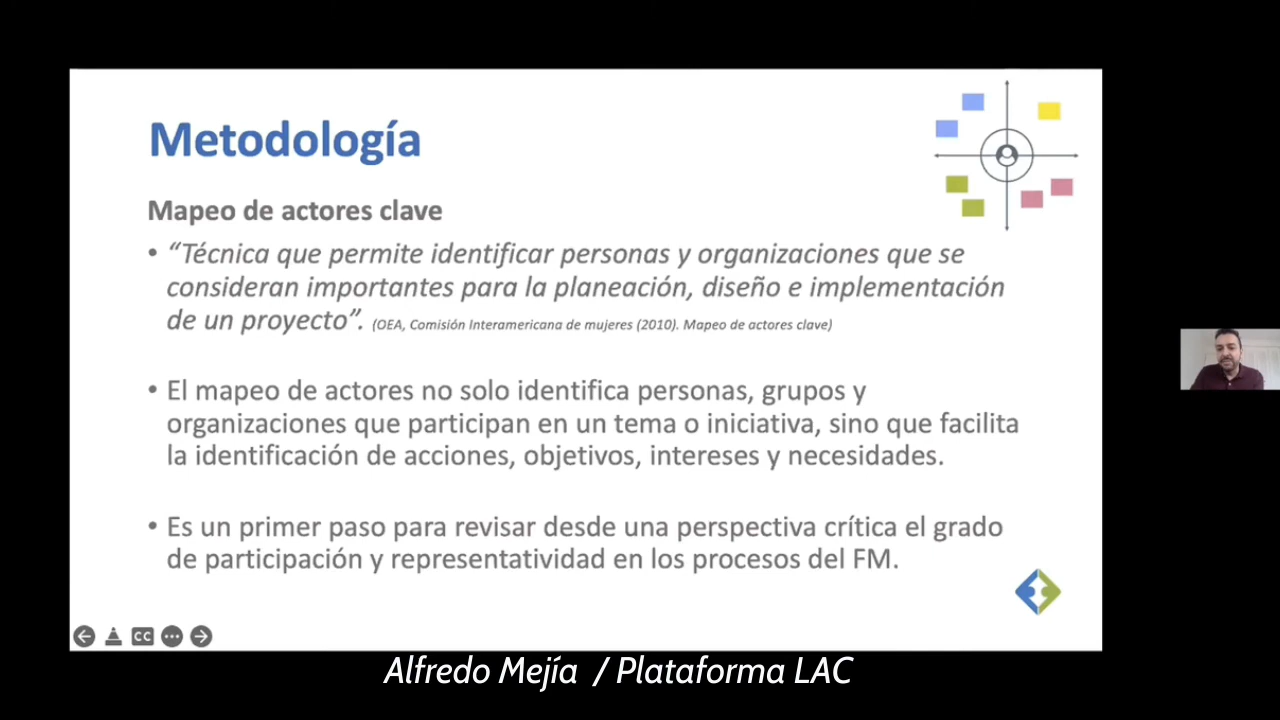 Metodología
Mapeo de actores clave
• “Técnica que permite identificar personas y organizaciones que se
consideran importantes para la planeación, diseño e implementación
de un proyecto”. (OEA, Comisión Interamericana de mujeres (2010). Mapeo de actores clave)
• El mapeo de actores no solo identifica personas, grupos y
organizaciones que participan en un tema o iniciativa, sino que facilita
la identificación de acciones, objetivos, intereses y necesidades.
• Es un primer paso para revisar desde una perspectiva crítica el grado
de participación y representatividad en los procesos del FM.
CC
Alfredo Mejía / Plataforma LAC